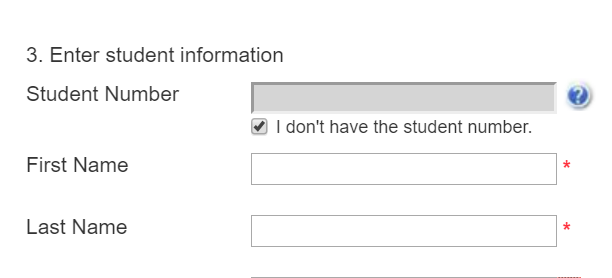 3. Enter student information
Student Number
?
I don't have the student number.
First Name *
Last Name *